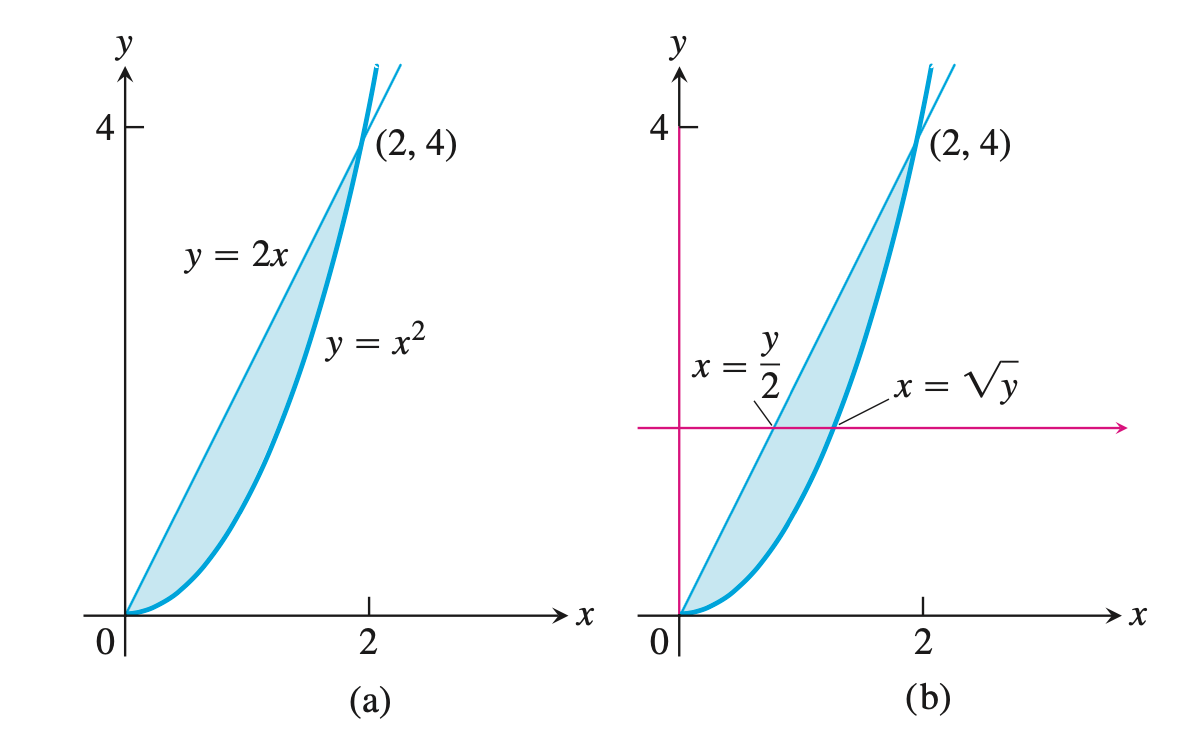 y
4
(2, 4)
y = 2x
y = x²
0
2
x
(a)
y
4
(2, 4)
x = y/2
x = √y
0
2
x
(b)